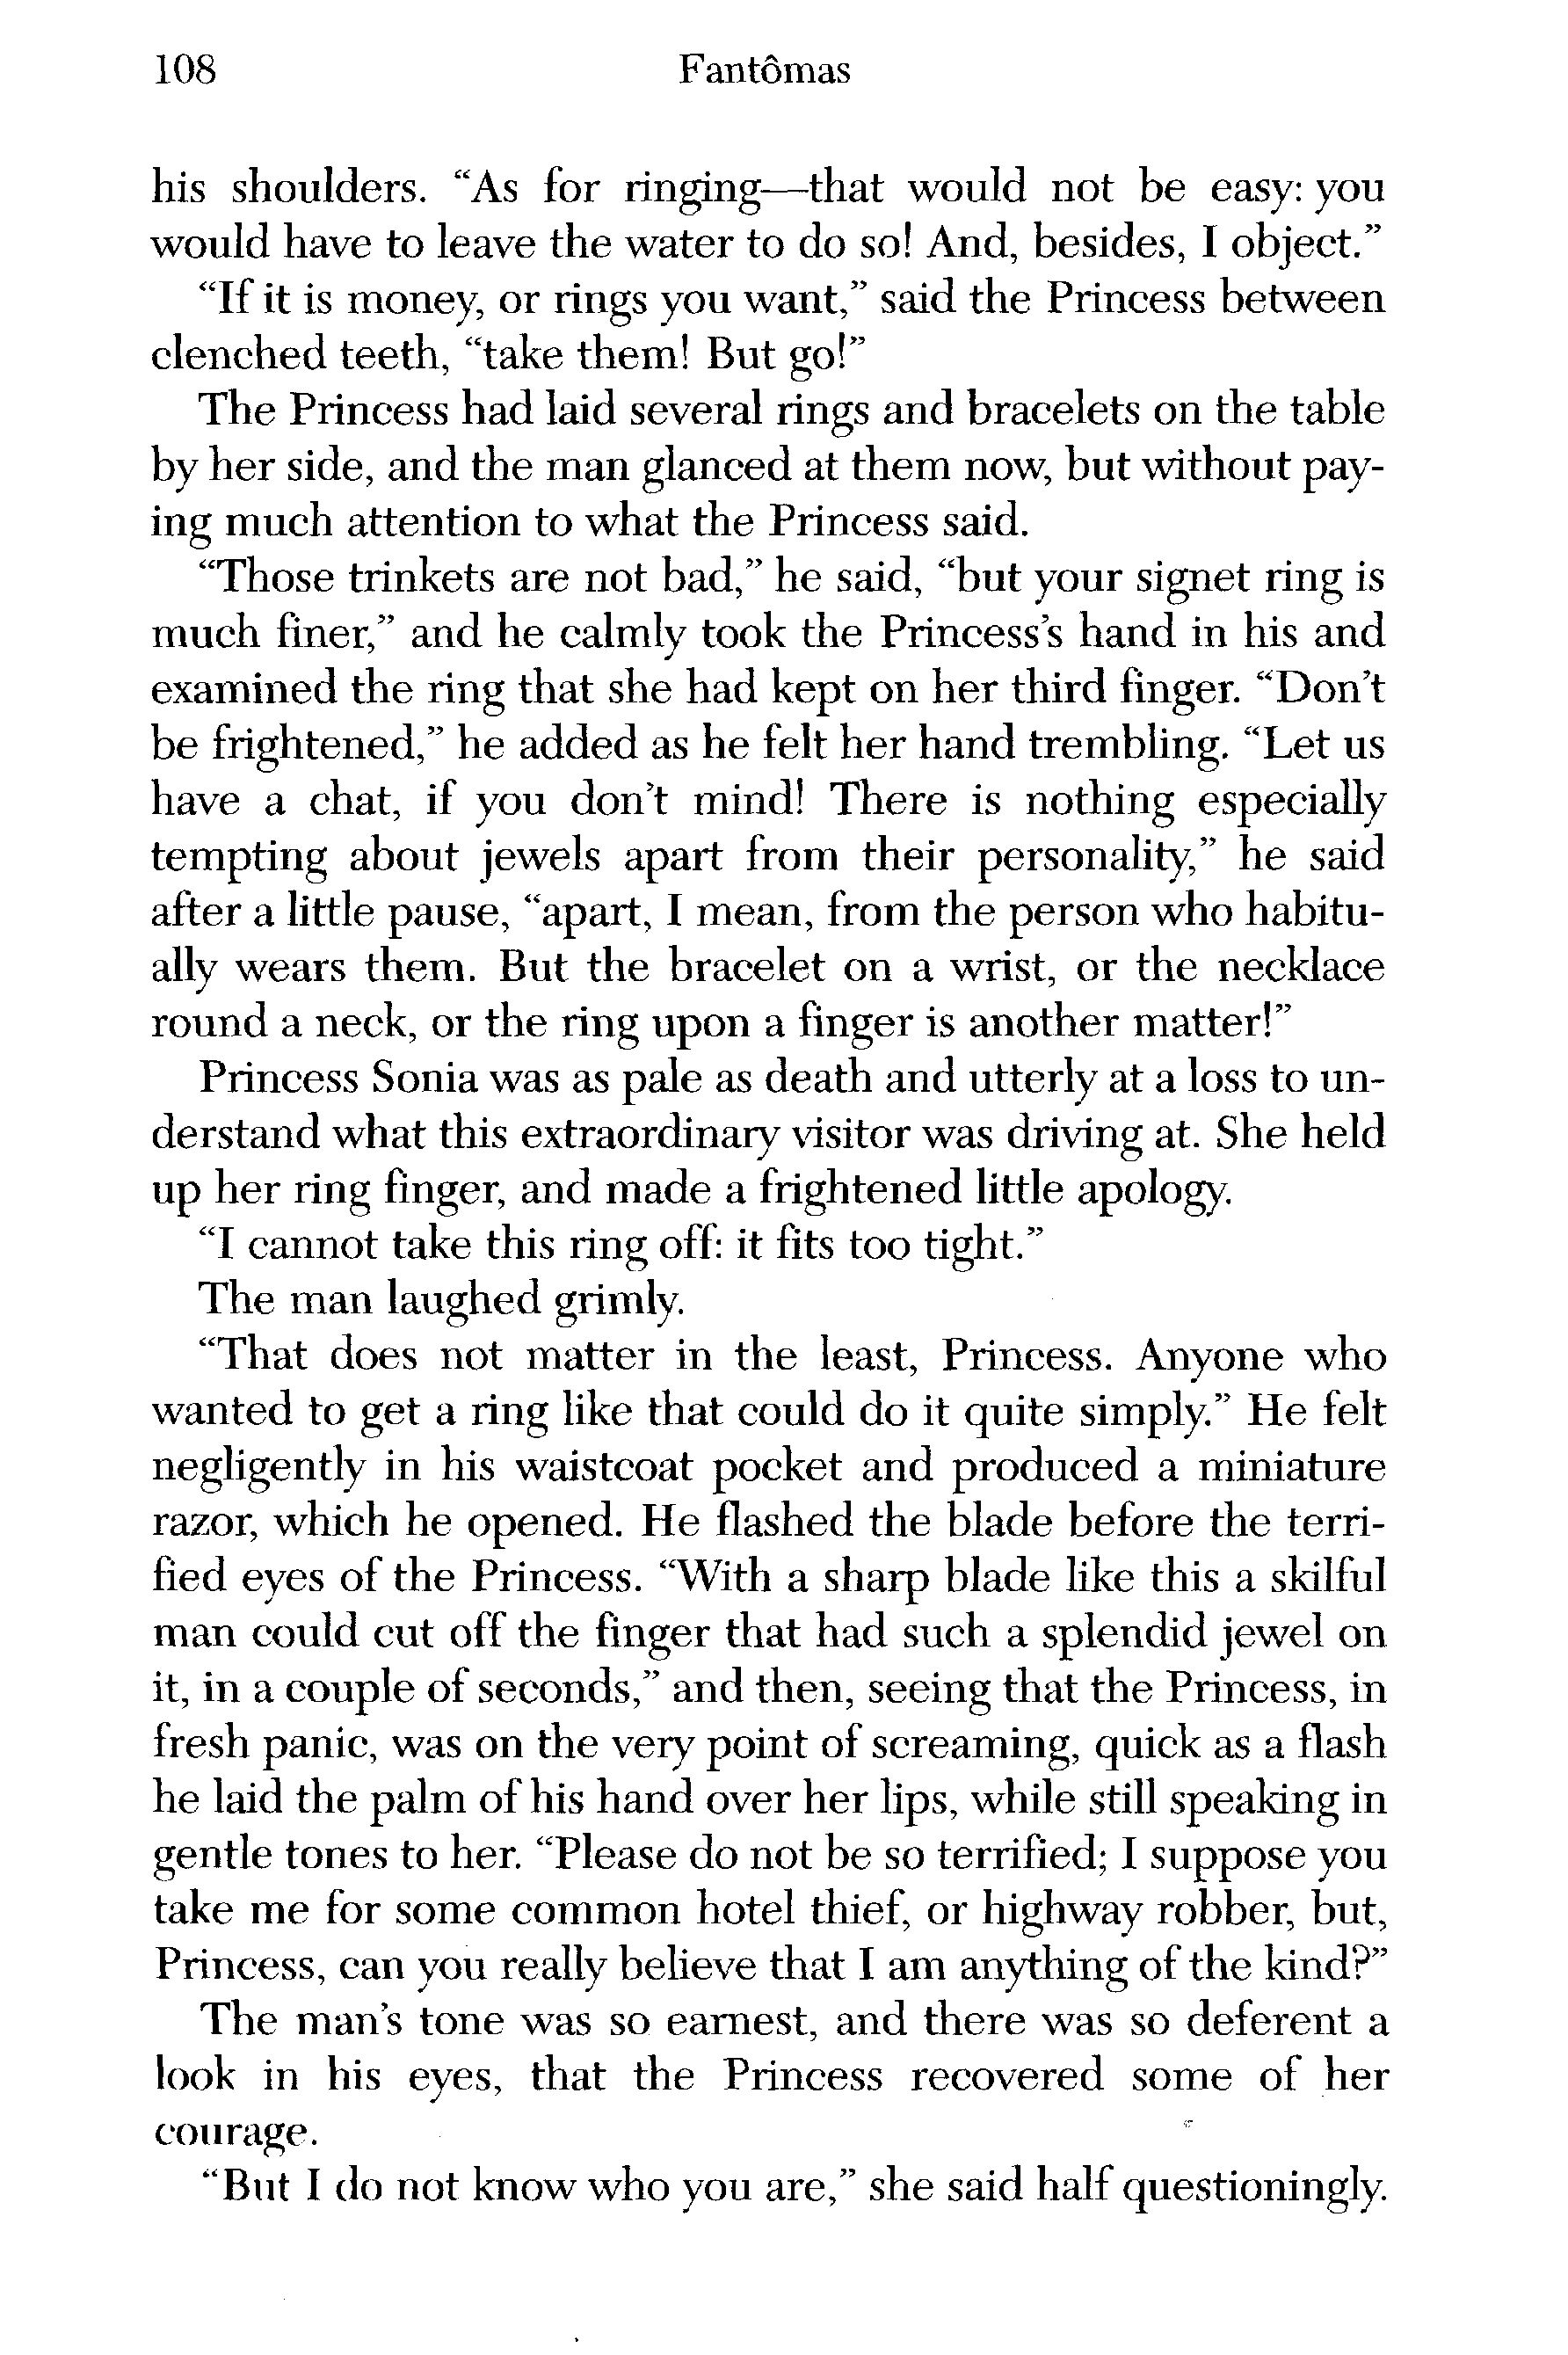 108 Fantômas
his shoulders. “As for ringing—that would not be easy: you
would have to leave the water to do so! And, besides, I object.”
“If it is money, or rings you want,” said the Princess between
clenched teeth, “take them! But go!”
The Princess had laid several rings and bracelets on the table
by her side, and the man glanced at them now, but without pay-
ing much attention to what the Princess said.
“Those trinkets are not bad,” he said, “but your signet ring is
much finer,” and he calmly took the Princess’s hand in his and
examined the ring that she had kept on her third finger. “Don’t
be frightened,” he added as he felt her hand trembling. “Let us
have a chat, if you don’t mind! There is nothing especially
tempting about jewels apart from their personality,” he said
after a little pause, “apart, I mean, from the person who habitu-
ally wears them. But the bracelet on a wrist, or the necklace
round a neck, or the ring upon a finger is another matter!”
Princess Sonia was as pale as death and utterly at a loss to un-
derstand what this extraordinary visitor was driving at. She held
up her ring finger, and made a frightened little apology.
“I cannot take this ring off: it fits too tight.”
The man laughed grimly.
“That does not matter in the least, Princess. Anyone who
wanted to get a ring like that could do it quite simply.” He felt
negligently in his waistcoat pocket and produced a miniature
razor, which he opened. He flashed the blade before the terri-
fied eyes of the Princess. “With a sharp blade like this a skilful
man could cut off the finger that had such a splendid jewel on
it, in a couple of seconds,” and then, seeing that the Princess, in
fresh panic, was on the very point of screaming, quick as a flash
he laid the palm of his hand over her lips, while still speaking in
gentle tones to her. “Please do not be so terrified; I suppose you
take me for some common hotel thief, or highway robber, but,
Princess, can you really believe that I am anything of the kind?”
The man’s tone was so earnest, and there was so deferent a
look in his eyes, that the Princess recovered some of her
courage.
“But I do not know who you are,” she said half questioningly.